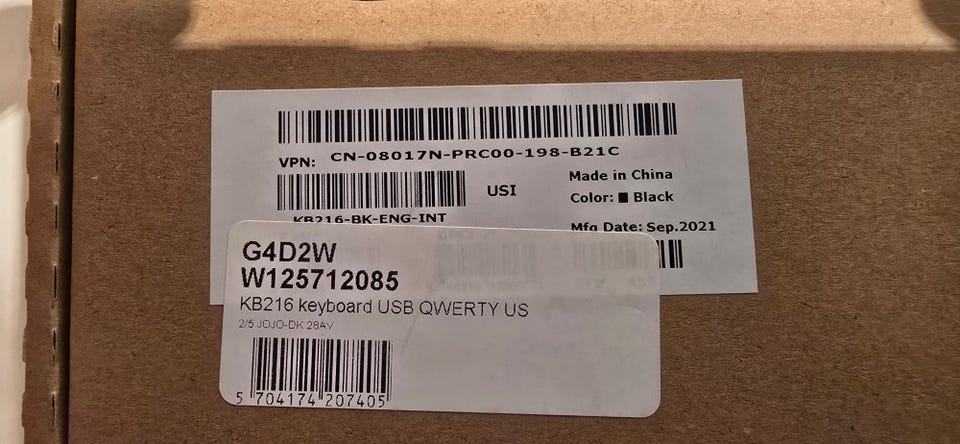 VPN: CN-08017N-PRC00-198-B21C
USI
Made in China
Color: Black
KB216-BK-ENG-INT
Mfg Date: Sep.2021
G4D2W
W125712085
KB216 keyboard USB QWERTY US
2/5 JOJO-DK 28AV
5 704174 207405